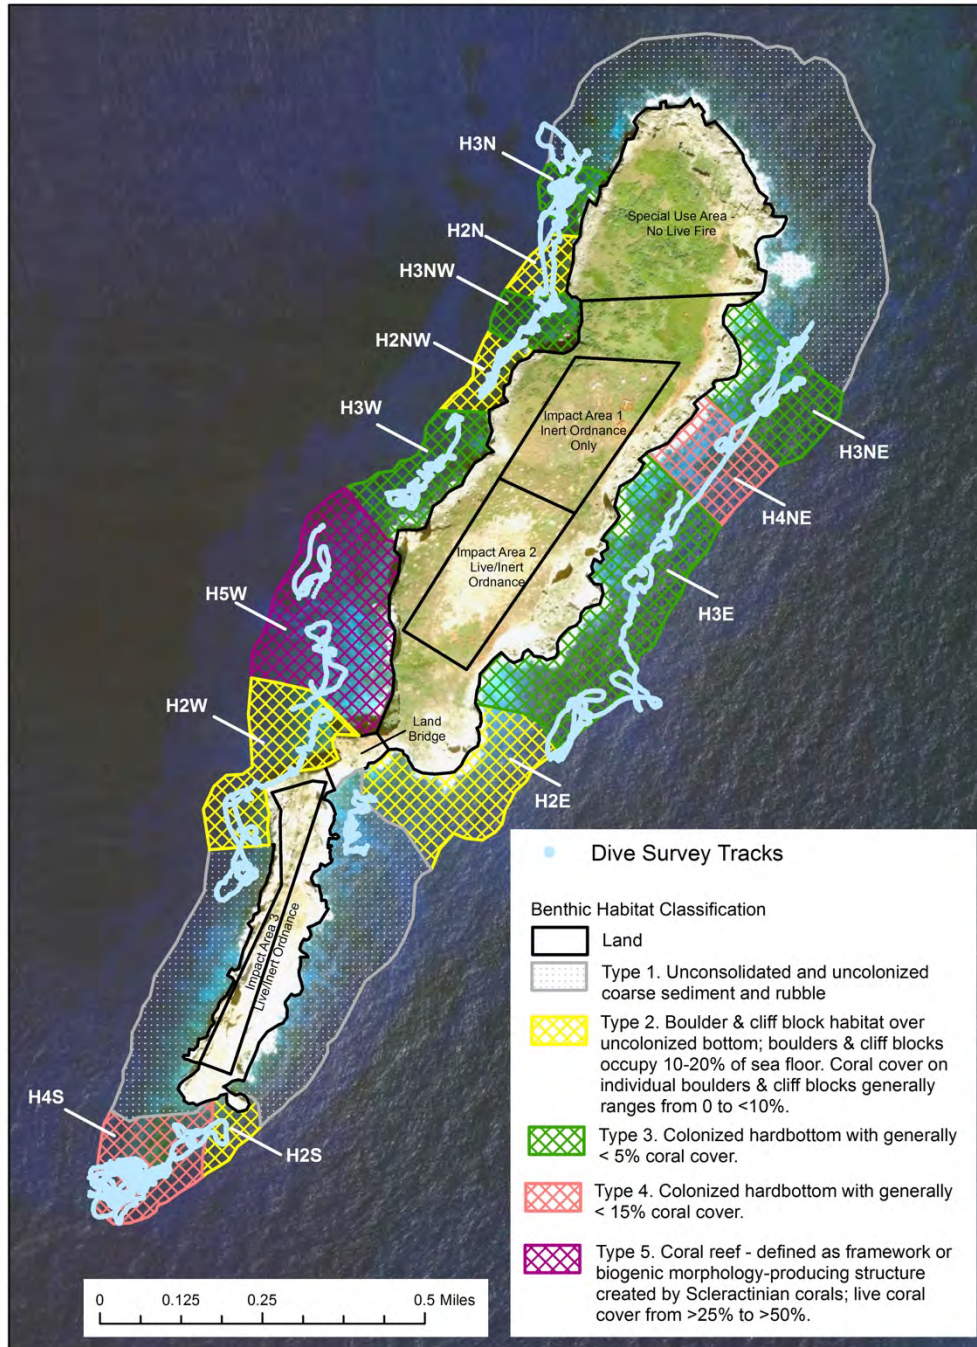 H3N
Special Use Area -
No Live Fire
H2N
H3NW
H2NW
Impact Area 1
Inert Ordnance
Only
H3W
H3NE
H4NE
Impact Area 2
Live/Inert
Ordnance
H5W
H3E
H2W
Land
Bridge
H2E
Impact Area 3
Live/Inert Ordnance
H4S
H2S
Dive Survey Tracks
Benthic Habitat Classification
Land
Type 1. Unconsolidated and uncolonized
coarse sediment and rubble
Type 2. Boulder & cliff block habitat over
uncolonized bottom; boulders & cliff blocks
occupy 10-20% of sea floor. Coral cover on
individual boulders & cliff blocks generally
ranges from 0 to <10%.
Type 3. Colonized hardbottom with generally
< 5% coral cover.
Type 4. Colonized hardbottom with generally
< 15% coral cover.
Type 5. Coral reef - defined as framework or
biogenic morphology-producing structure
created by Scleractinian corals; live coral
cover from >25% to >50%.
0 0.125 0.25 0.5 Miles